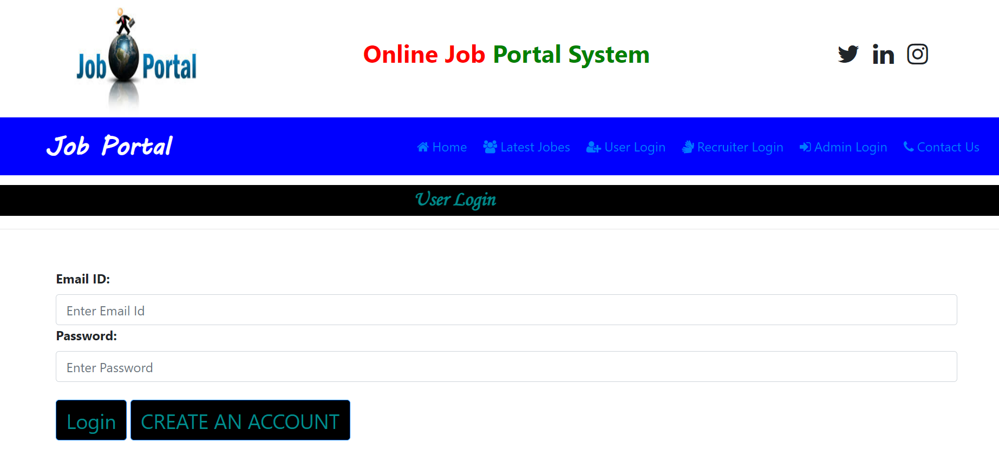 Job Portal
Online Job Portal System
Job Portal
Home Latest Jobes User Login Recruiter Login Admin Login Contact Us
User Login
Email ID:
Enter Email Id
Password:
Enter Password
Login CREATE AN ACCOUNT